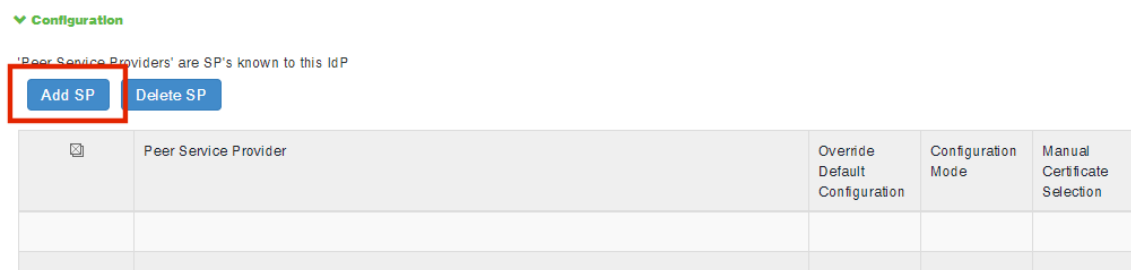 Configuration
'Peer Service Providers' are SP's known to this IdP
Add SP Delete SP
Peer Service Provider Override Configuration Manual
Default Mode Certificate
Configuration Selection